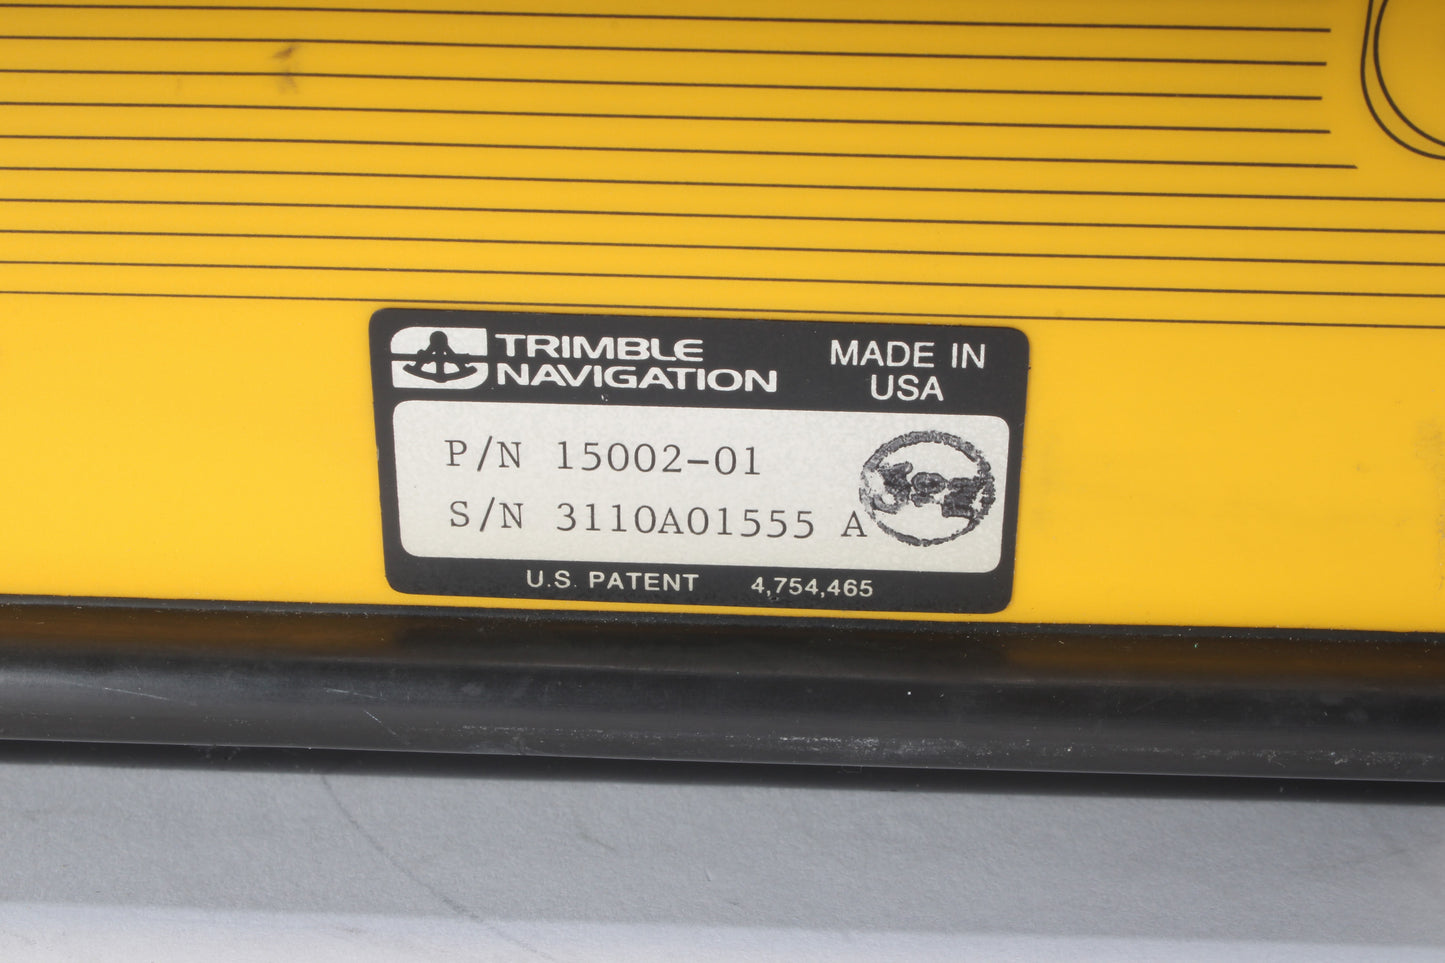 TRIMBLE
NAVIGATION
MADE IN
USA
P/N 15002-01
S/N 3110A01555 A
U.S. PATENT 4,754,465